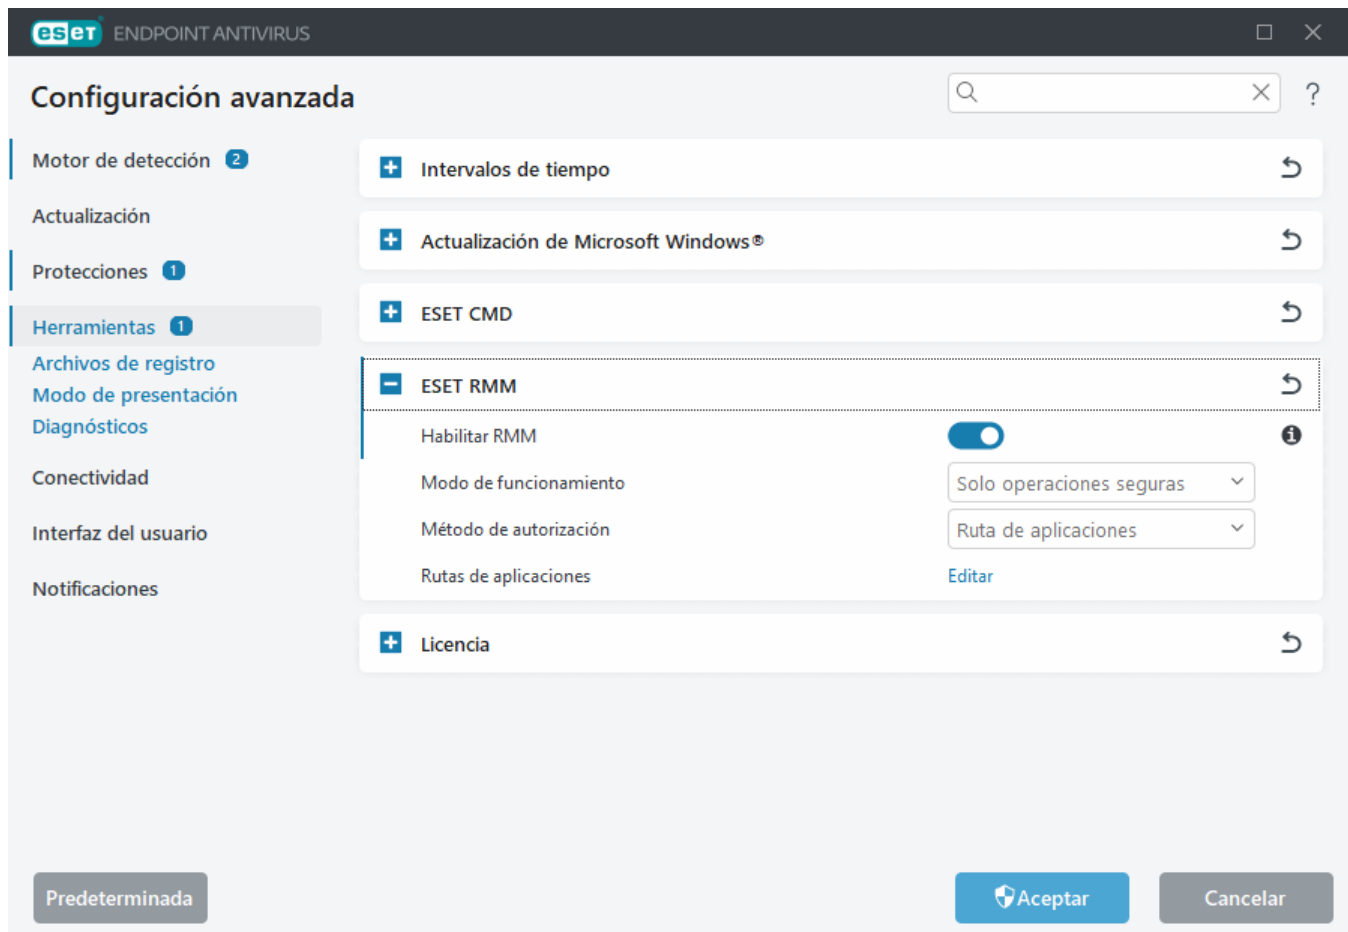 eset ENDPOINT ANTIVIRUS
Configuración avanzada
?
Motor de detección 2
Actualización
Protecciones 1
Herramientas 1
Archivos de registro
Modo de presentación
Diagnósticos
Conectividad
Interfaz del usuario
Notificaciones
Intervalos de tiempo
Actualización de Microsoft Windows®
ESET CMD
ESET RMM
Habilitar RMM
Modo de funcionamiento Solo operaciones seguras
Método de autorización Ruta de aplicaciones
Rutas de aplicaciones Editar
Licencia
Predeterminada Aceptar Cancelar